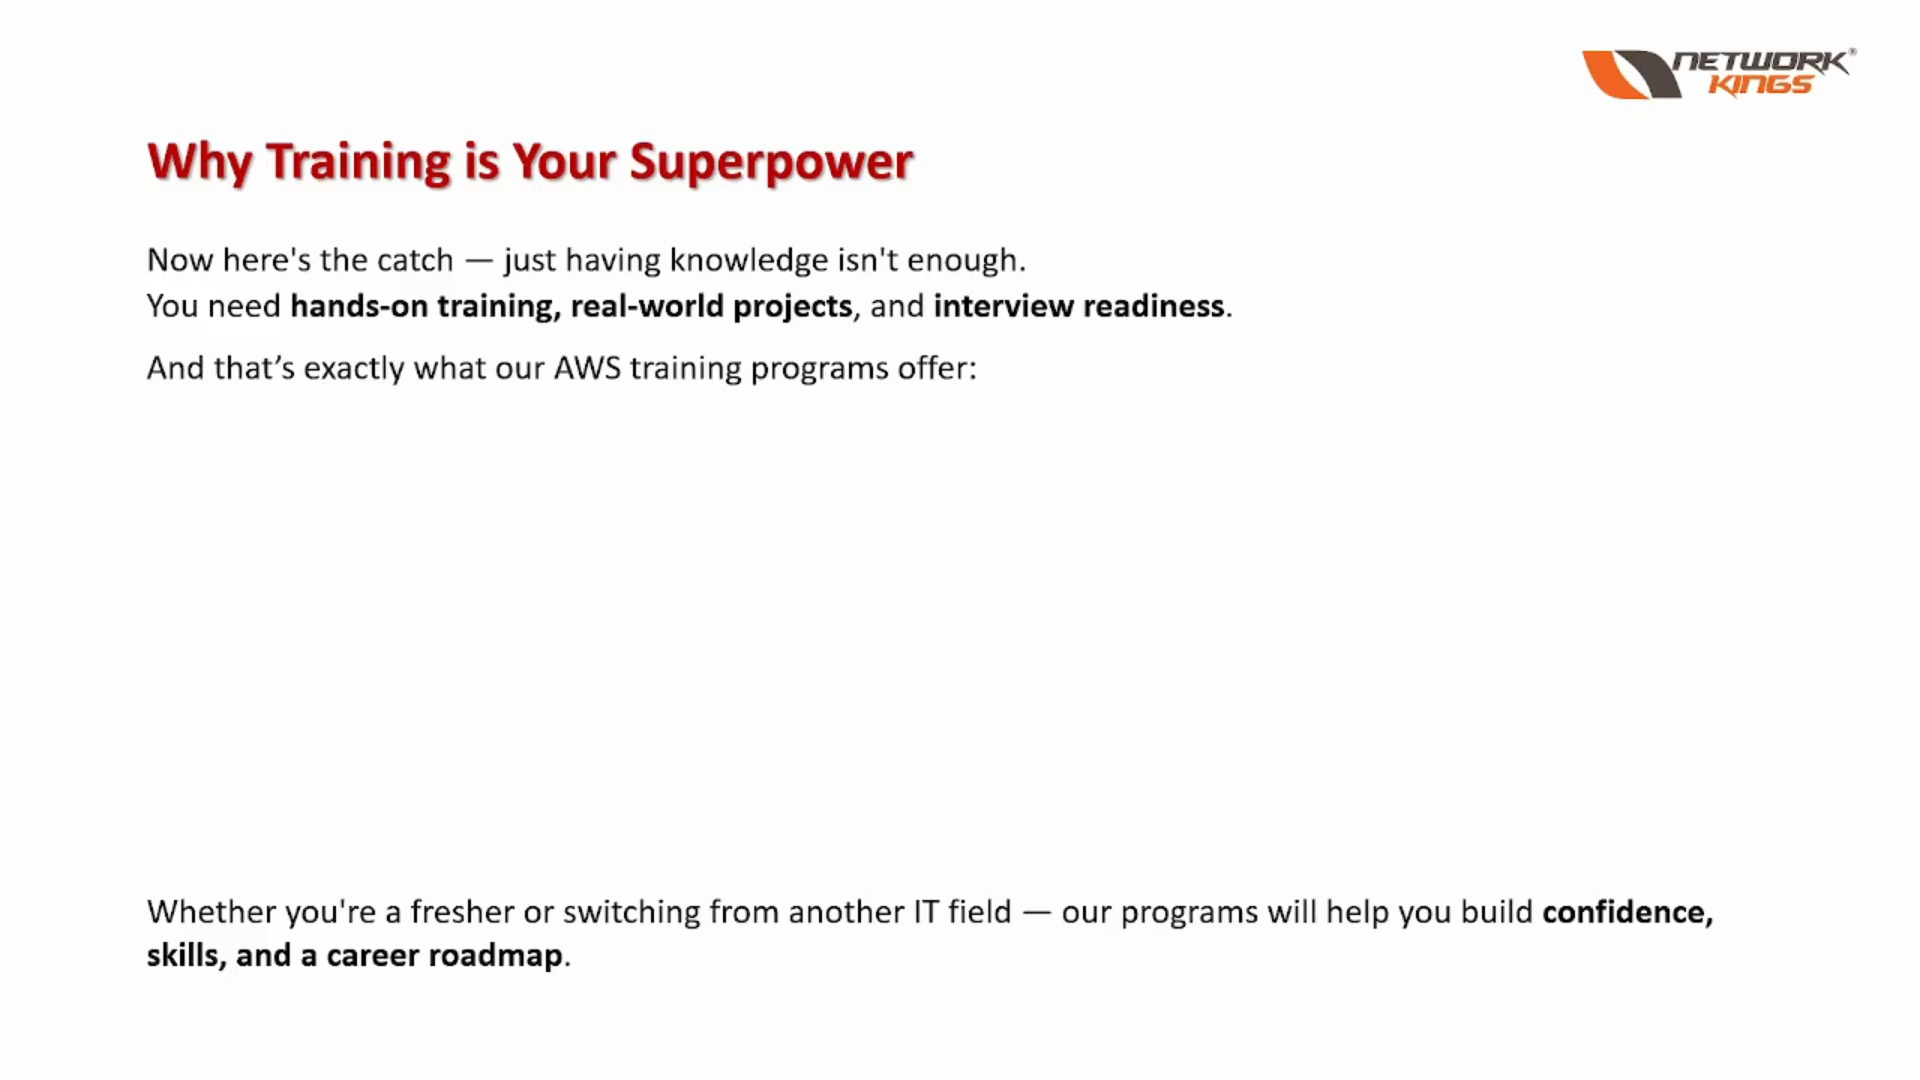 NETWORK
KINGS
Why Training is Your Superpower
Now here's the catch — just having knowledge isn't enough.
You need hands-on training, real-world projects, and interview readiness.
And that’s exactly what our AWS training programs offer:
Whether you're a fresher or switching from another IT field — our programs will help you build confidence,
skills, and a career roadmap.